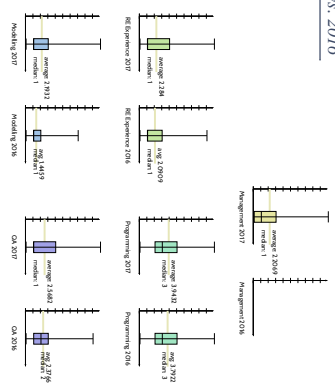 s. 2016
average: 2.2069
median: 1
Management 2017
Management 2016
average: 2.284
median: 1
RE Exprience 2017
avg: 2.0909
median: 1
RE Experience 2016
average: 3.9432
median: 3
Programming 2017
avg: 3.7922
median: 3
Programming 2016
average: 2.1932
median: 1
Modelling 2017
avg: 1.4459
median: 1
Modelling 2016
average: 2.5682
median: 1
QA 2017
avg: 2.3766
median: 2
QA 2016